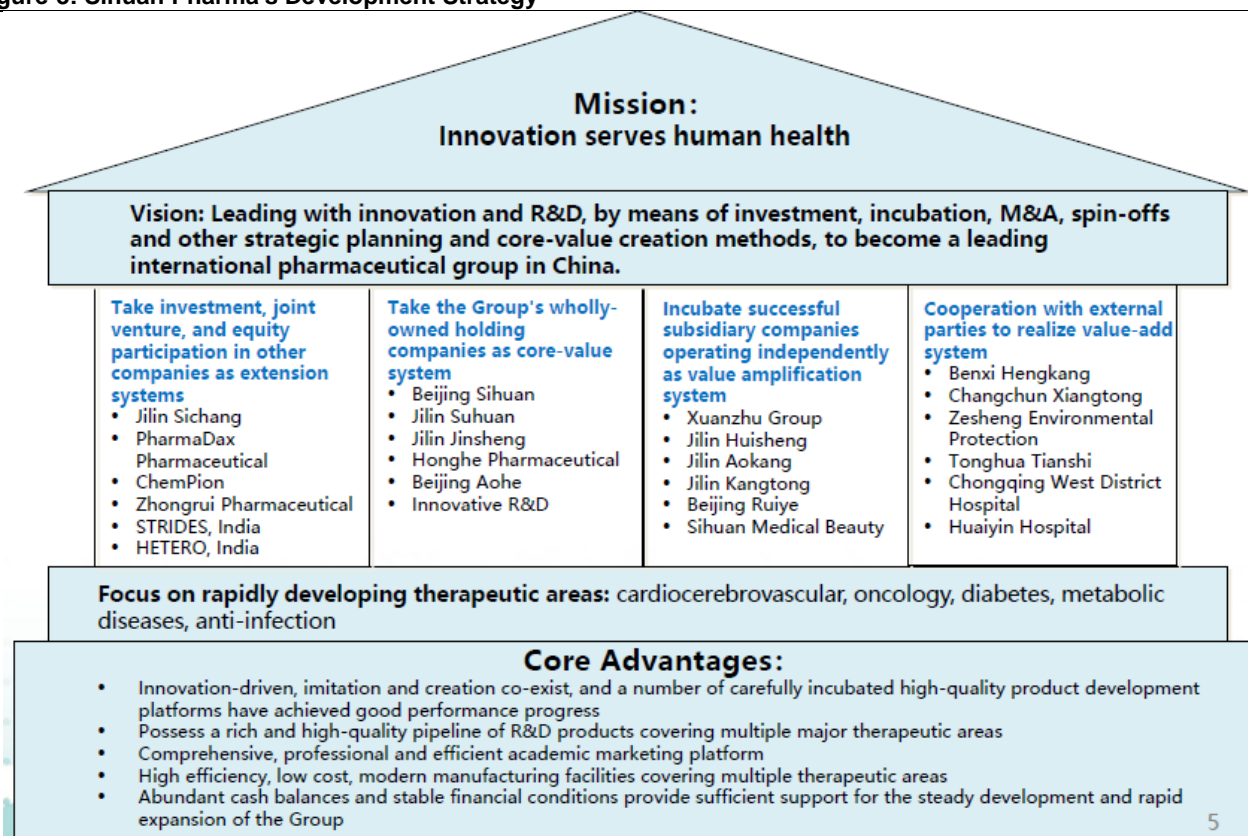 Mission:
Innovation serves human health
Vision: Leading with innovation and R&D, by means of investment, incubation, M&A, spin-offs
and other strategic planning and core-value creation methods, to become a leading
international pharmaceutical group in China.
Take investment, joint
venture, and equity
participation in other
companies as extension
systems
• Jilin Sichang
• PharmaDax
Pharmaceutical
• ChemPion
• Zhongrui Pharmaceutical
• STRIDES, India
• HETERO, India
Take the Group's wholly-
owned holding
companies as core-value
system
• Beijing Sihuan
• Jilin Suhuan
• Jilin Jinsheng
• Honghe Pharmaceutical
• Beijing Aohe
• Innovative R&D
Incubate successful
subsidiary companies
operating independently
as value amplification
system
• Xuanzhu Group
• Jilin Huisheng
• Jilin Aokang
• Jilin Kangtong
• Beijing Ruiye
• Sihuan Medical Beauty
Cooperation with external
parties to realize value-add
system
• Benxi Hengkang
• Changchun Xiangtong
• Zesheng Environmental
Protection
• Tonghua Tianshi
• Chongqing West District
Hospital
• Huaiyin Hospital
Focus on rapidly developing therapeutic areas: cardiocerebrovascular, oncology, diabetes, metabolic
diseases, anti-infection
Core Advantages:
• Innovation-driven, imitation and creation co-exist, and a number of carefully incubated high-quality product development
platforms have achieved good performance progress
• Possess a rich and high-quality pipeline of R&D products covering multiple major therapeutic areas
• Comprehensive, professional and efficient academic marketing platform
• High efficiency, low cost, modern manufacturing facilities covering multiple therapeutic areas
• Abundant cash balances and stable financial conditions provide sufficient support for the steady development and rapid
expansion of the Group
5